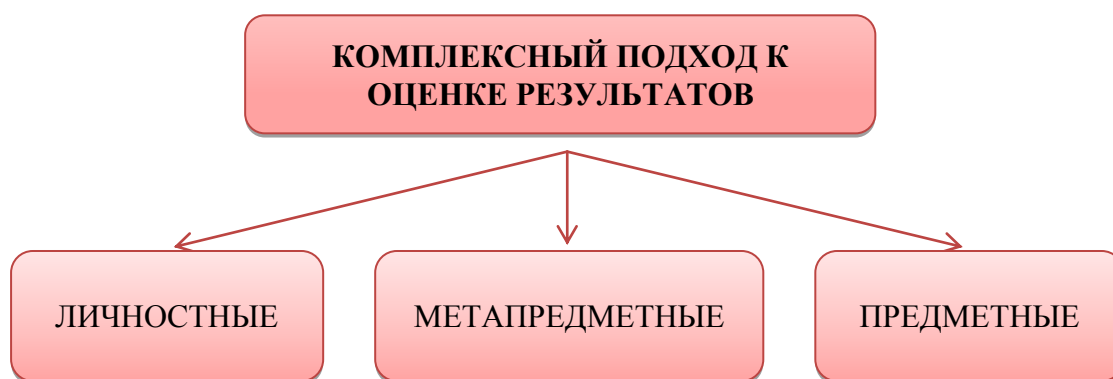 КОМПЛЕКСНЫЙ ПОДХОД К
ОЦЕНКЕ РЕЗУЛЬТАТОВ
ЛИЧНОСТНЫЕ
МЕТАПРЕДМЕТНЫЕ
ПРЕДМЕТНЫЕ